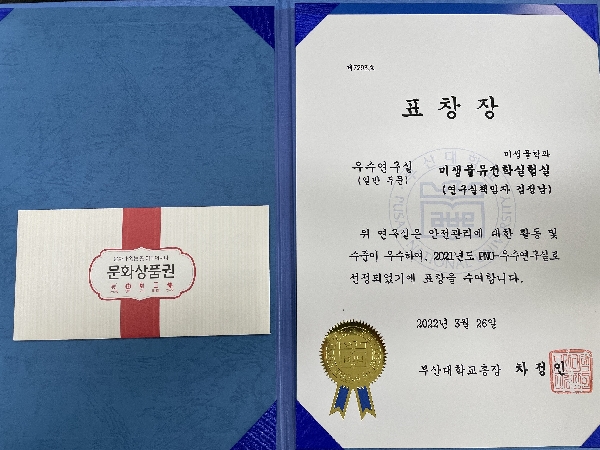 문화상품권
표창장
미생물학과
우수연구실 미생물유전학실험실
(일반 부문) (연구실책임자 김경남)
위 연구실은 안전관리에 대한 활동 및
수준이 우수하여, 2021년도 PNU-우수연구실로
선정되었기에 표창을 수여합니다.
2022년 3월 26일
부산대학교총장 차정인